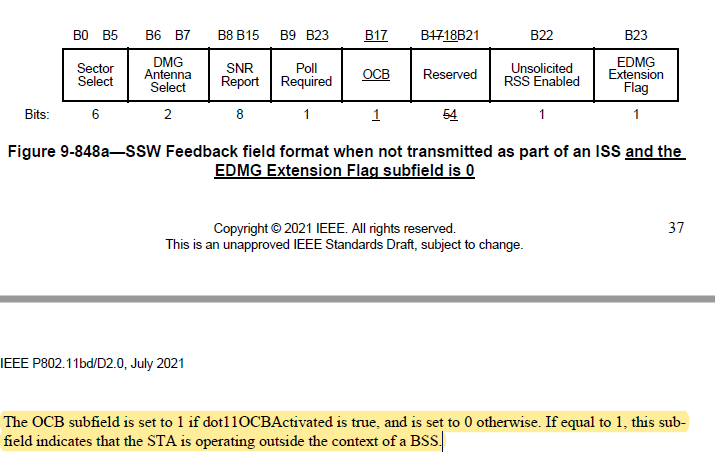 B0 B5 B6 B7 B8 B15 B9 B23 B17 B1718B21 B22 B23
Sector Select DMG Antenna Select SNR Report Poll Required OCB Reserved Unsolicited RSS Enabled EDMG Extension Flag
Bits: 6 2 8 1 1 54 1 1
Figure 9-848a—SSW Feedback field format when not transmitted as part of an ISS and the
EDMG Extension Flag subfield is 0
Copyright © 2021 IEEE. All rights reserved. 37
This is an unapproved IEEE Standards Draft, subject to change.
IEEE P802.11bd/D2.0, July 2021
The OCB subfield is set to 1 if dot11OCBActivated is true, and is set to 0 otherwise. If equal to 1, this sub-
field indicates that the STA is operating outside the context of a BSS.